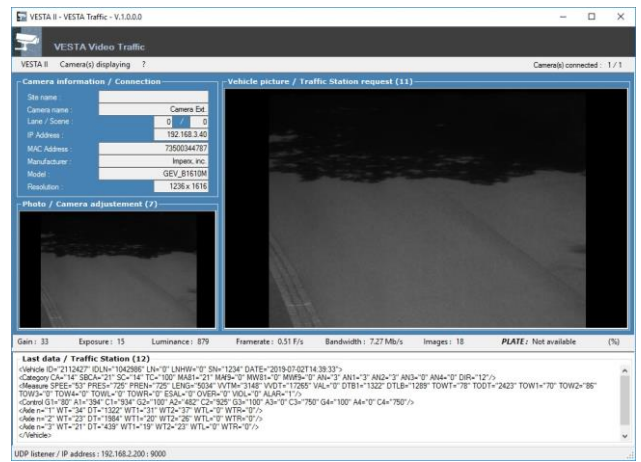 VESTA II - VESTA Traffic - V.1.0.0.0
VESTA Video Traffic
VESTA II Camera(s) displaying ? Camera(s) connected : 1 / 1
Camera information / Connection
Site name :
Camera name : Camera Ext.
Lane / Scene : 0 / 0
IP Address : 192.168.3.40
MAC Address : 73500344787
Manufacturer : Imperx, inc.
Model : GEV_B1610M
Resolution : 1236 x 1616
Photo / Camera adjustement (7)
Vehicle picture / Traffic Station request (11)
Gain : 33 Exposure : 15 Luminance : 879 Framerate : 0.51 F/s Bandwidth : 7.27 Mb/s Images : 18 PLATE : Not available (%)
Last data / Traffic Station (12)
<Vehicle ID="2112427" IDLN="1042986" LN="0" LNHW="0" SN="1234" DATE="2019-07-02T14:39:33">
<Category CA="14" SBCA="21" SC="14" TC="100" MA81="21" MAf9="0" MW81="0" MWf9="0" AN="3" AN1="3" AN2="3" AN3="0" AN4="0" DIR="12"/>
<Measure SPEE="53" PRES="725" PREN="725" LENG="5034" VVTM="3148" VVDT="17265" VAL="0" DTB1="1322" DTLB="1289" TOWT="78" TODT="2423" TOW1="70" TOW2="86"
TOW3="0" TOW4="0" TOWL="0" TOWR="0" ESAL="0" OVER="0" VIOL="0" ALAR="1"/>
<Control G1="80" A1="394" C1="934" G2="100" A2="482" C2="925" G3="100" A3="0" C3="750" G4="100" A4="0" C4="750"/>
<Axle n="1" WT="34" DT="1322" WT1="31" WT2="37" WTL="0" WTR="0"/>
<Axle n="2" WT="23" DT="1984" WT1="20" WT2="26" WTL="0" WTR="0"/>
<Axle n="3" WT="21" DT="439" WT1="19" WT2="23" WTL="0" WTR="0"/>
</Vehicle>
UDP listener / IP address : 192.168.2.200 : 9000